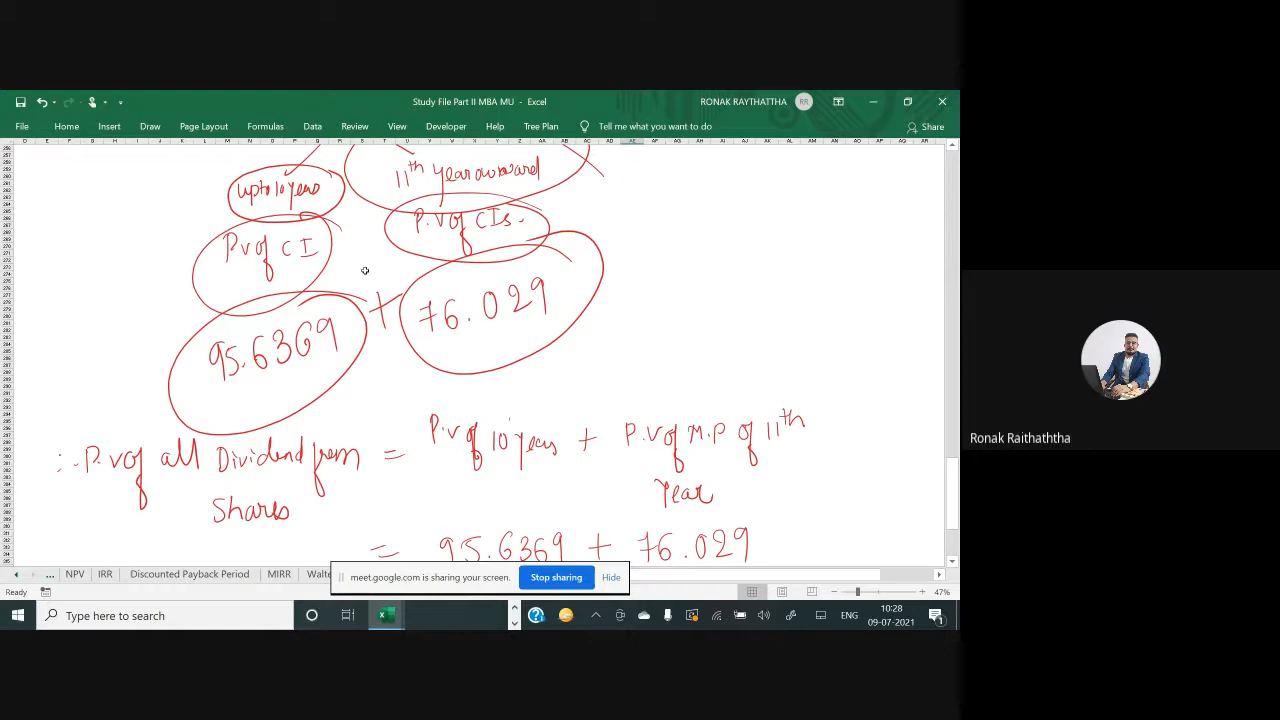 Study File Part II MBA MU - Excel
RONAK RAYTHATTHA RR
File Home Insert Draw Page Layout Formulas Data Review View Developer Help Tree Plan Tell me what you want to do Share
upto 10 years
11th year onward
P.V of CI
P.V of CIs.
95.6369 + 76.029
∴ P.V of all Dividend from = P.V of 10 years + P.V of M.P of 11th
Shares
Year
= 95.6369 + 76.029
... NPV IRR Discounted Payback Period MIRR Walte
meet.google.com is sharing your screen. Stop sharing Hide
Ready
47%
Type here to search
ENG
10:28
09-07-2021
1
Ronak Raithaththa